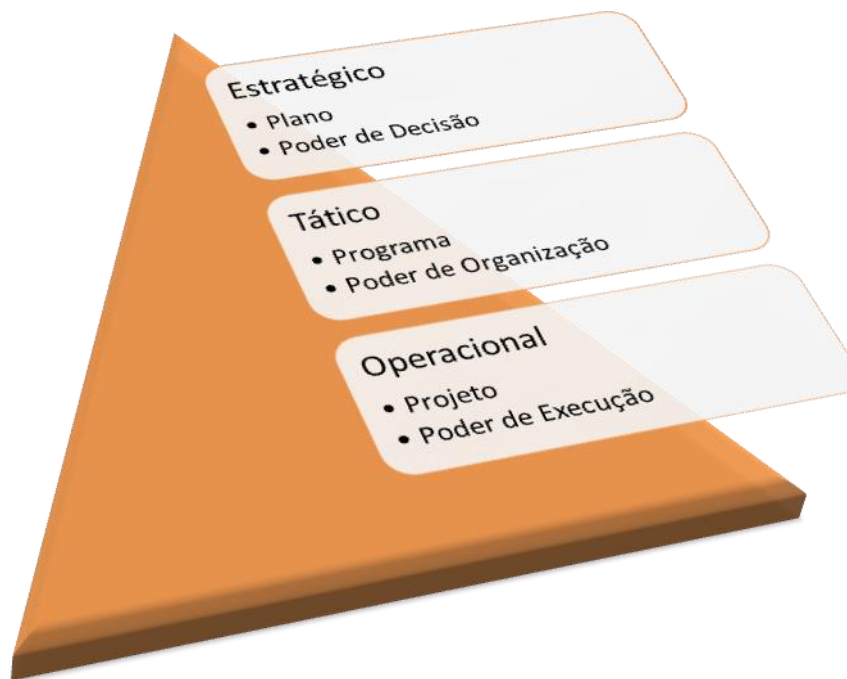 Estratégico
• Plano
• Poder de Decisão
Tático
• Programa
• Poder de Organização
Operacional
• Projeto
• Poder de Execução